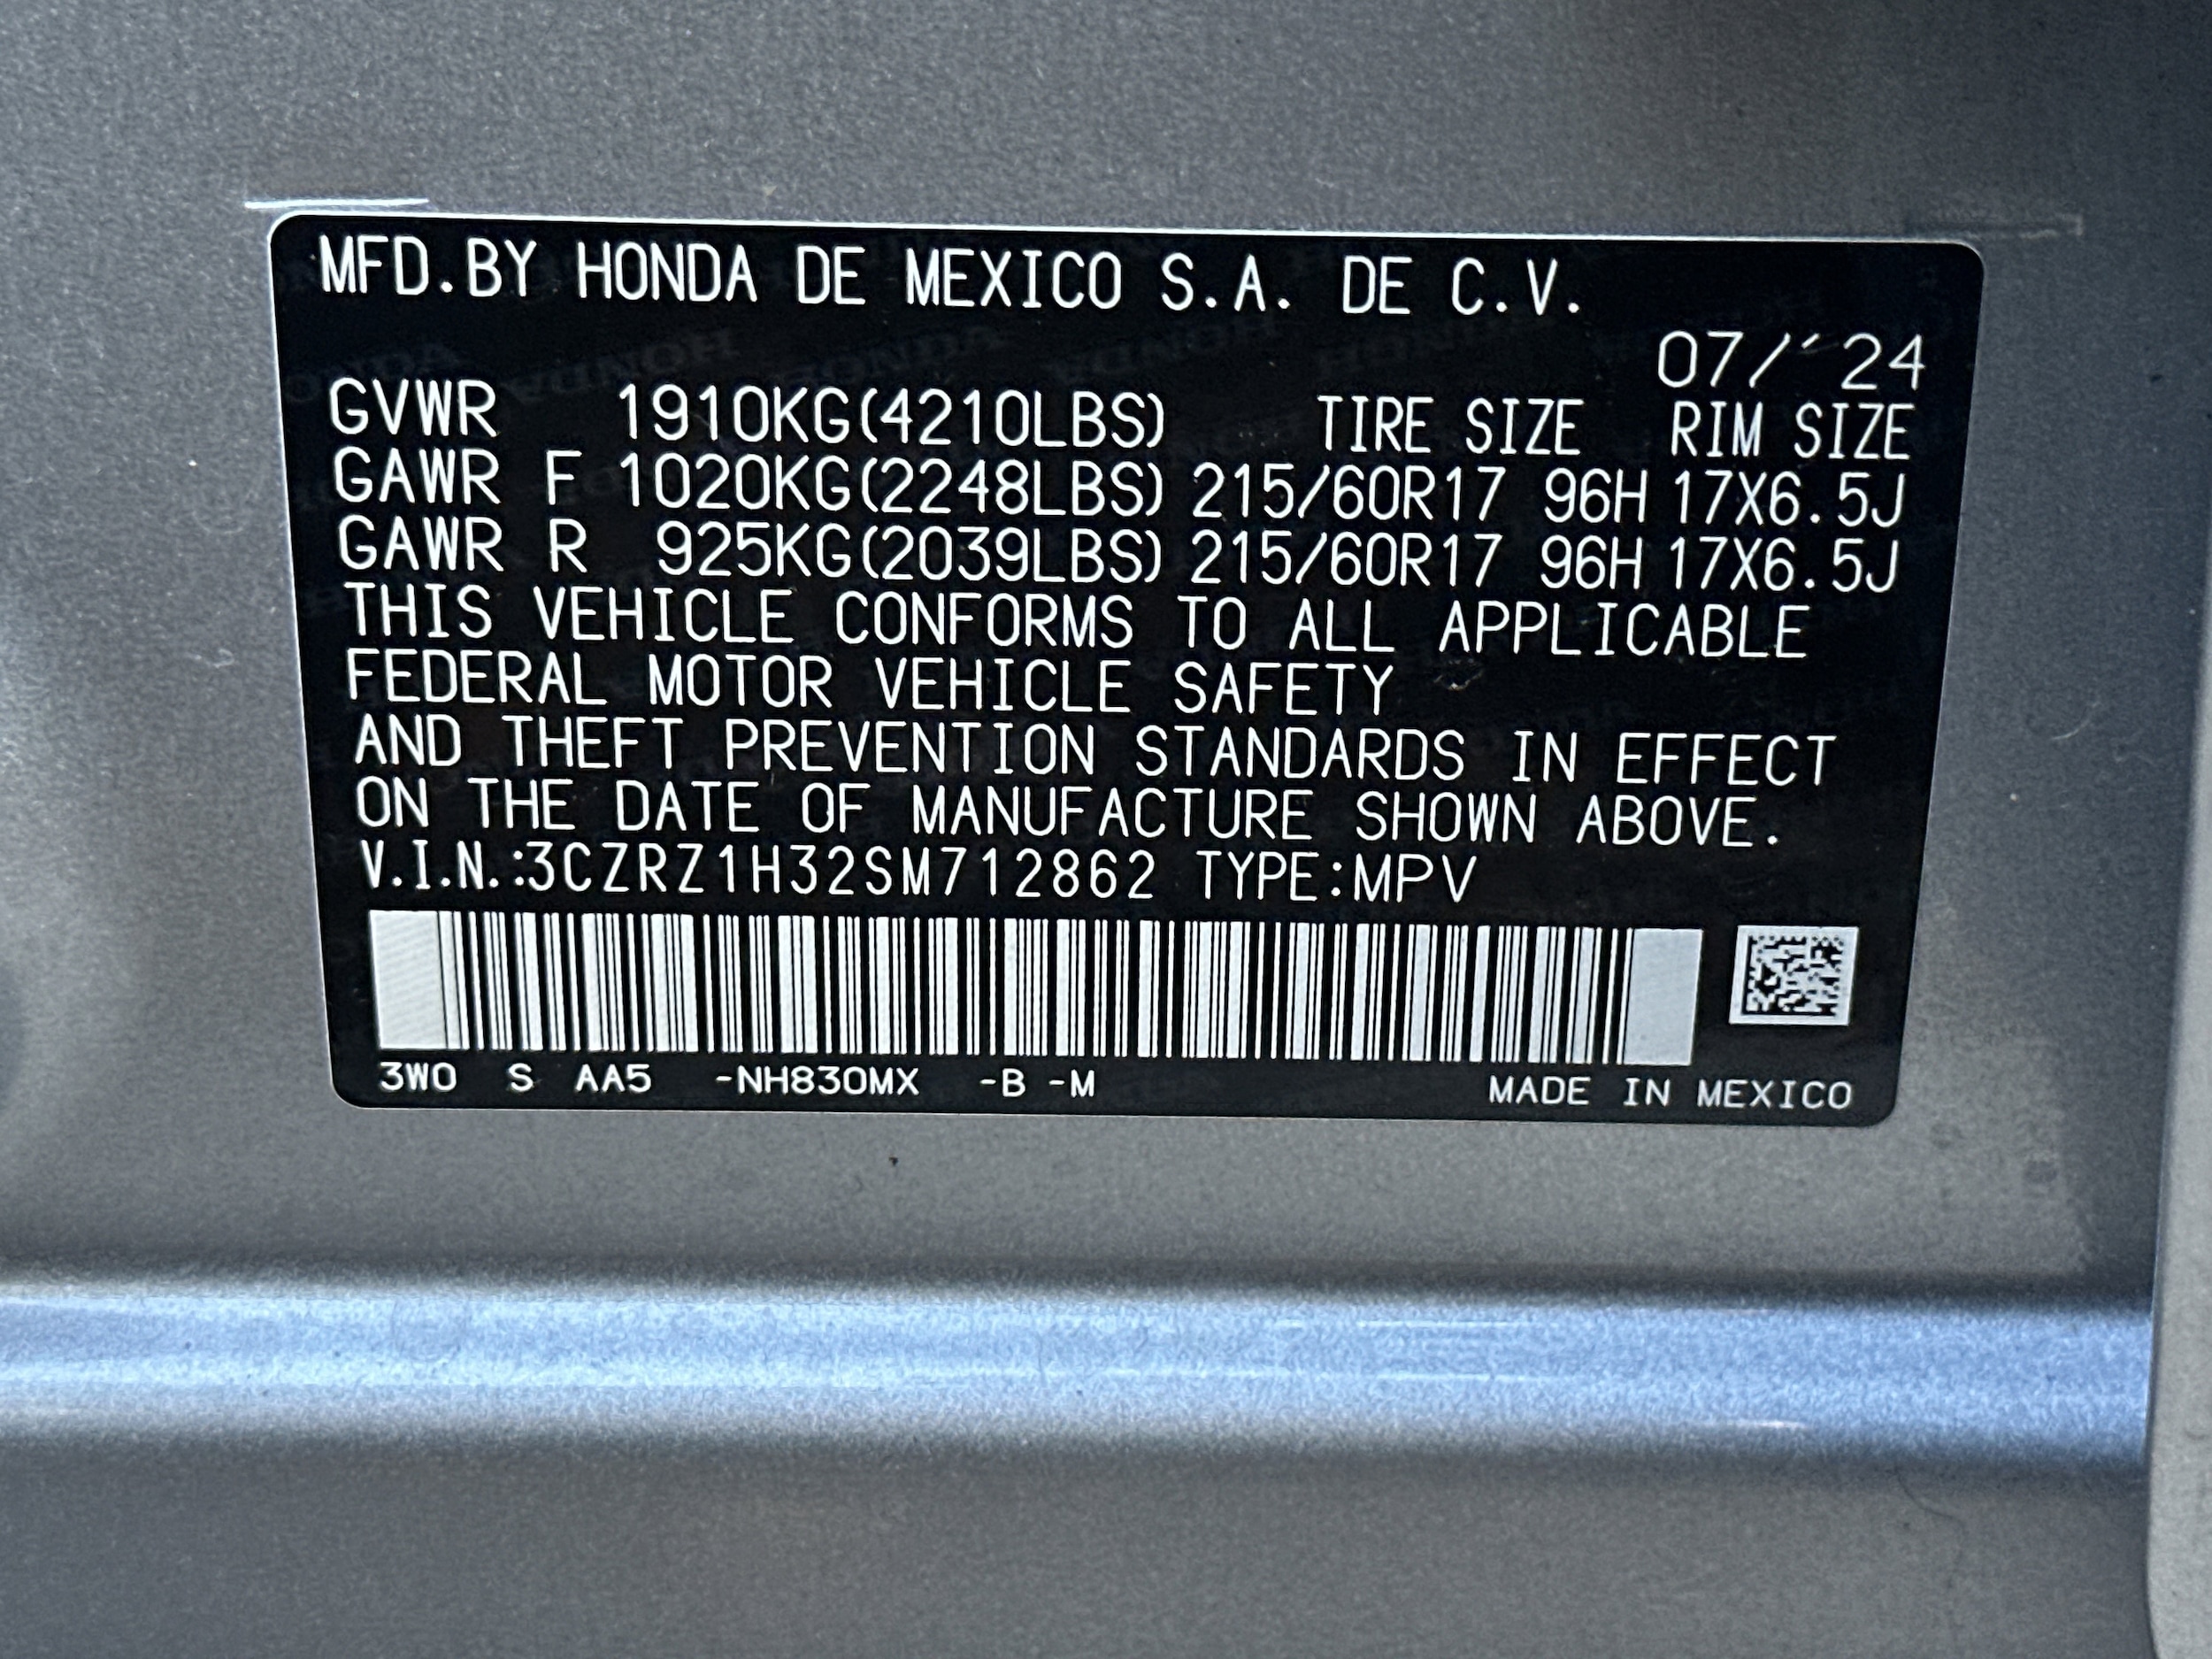 MFD.BY HONDA DE MEXICO S.A. DE C.V.
07/´24
GVWR 1910KG(4210LBS) TIRE SIZE RIM SIZE
GAWR F 1020KG(2248LBS) 215/60R17 96H 17X6.5J
GAWR R 925KG(2039LBS) 215/60R17 96H 17X6.5J
THIS VEHICLE CONFORMS TO ALL APPLICABLE
FEDERAL MOTOR VEHICLE SAFETY
AND THEFT PREVENTION STANDARDS IN EFFECT
ON THE DATE OF MANUFACTURE SHOWN ABOVE.
V.I.N.:3CZRZ1H32SM712862 TYPE:MPV
3W0 S AA5 -NH830MX -B -M MADE IN MEXICO